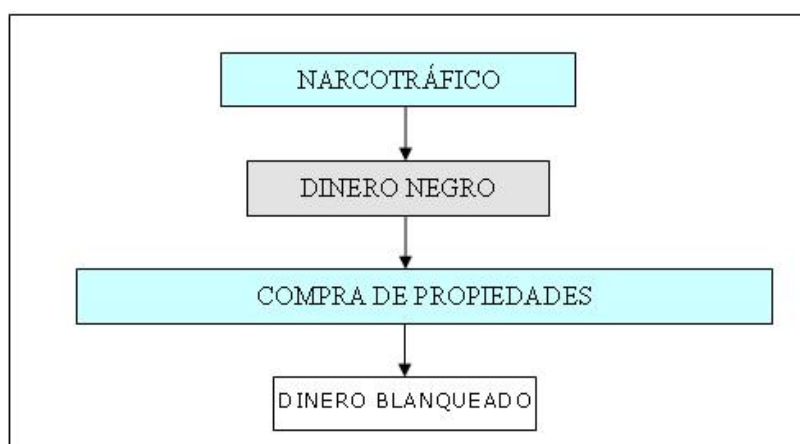 NARCOTRÁFICO
DINERO NEGRO
COMPRA DE PROPIEDADES
DINERO BLANQUEADO